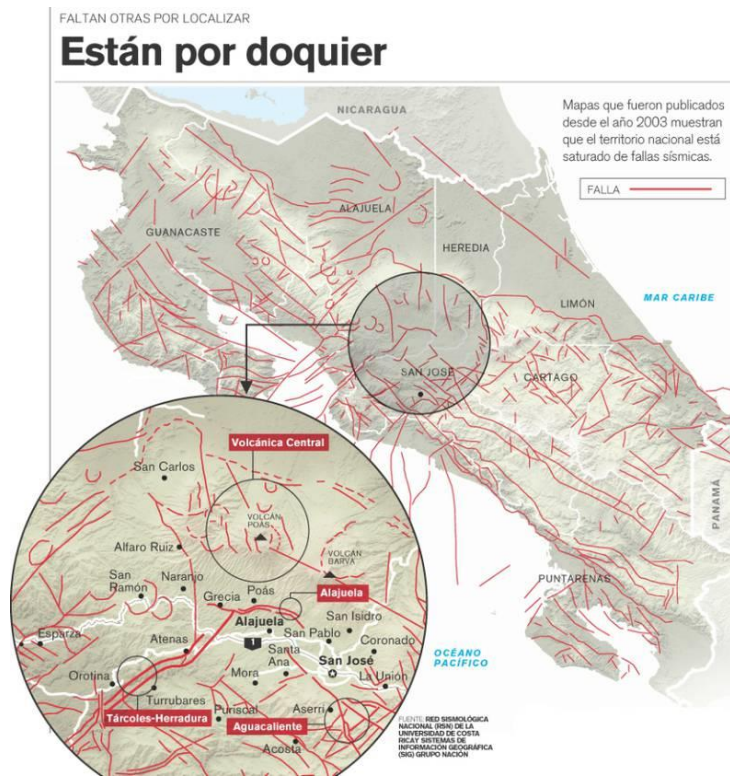 FALTAN OTRAS POR LOCALIZAR
Están por doquier
Mapas que fueron publicados
desde el año 2003 muestran
que el territorio nacional está
saturado de fallas sísmicas.
FALLA
NICARAGUA
ALAJUELA
GUANACASTE
HEREDIA
LIMÓN
MAR CARIBE
SAN JOSÉ
CARTAGO
PANAMÁ
PUNTARENAS
OCÉANO
PACÍFICO
Volcánica Central
San Carlos
VOLCÁN
POÁS
Alfaro Ruiz
VOLCÁN
BARVA
San
Ramón
Naranjo
Grecia
Poás
Alajuela
Alajuela
San Isidro
Esparza
Atenas
1
San Pablo
Coronado
Santa
Ana
San José
Orotina
Mora
La Unión
Turrubares
Tárcoles-Herradura
Puriscal
Aserrí
Aguacaliente
Acosta
FUENTE: RED SISMOLÓGICA
NACIONAL (RSN) DE LA
UNIVERSIDAD DE COSTA
RICA Y SISTEMAS DE
INFORMACIÓN GEOGRÁFICA
(SIG) GRUPO NACIÓN